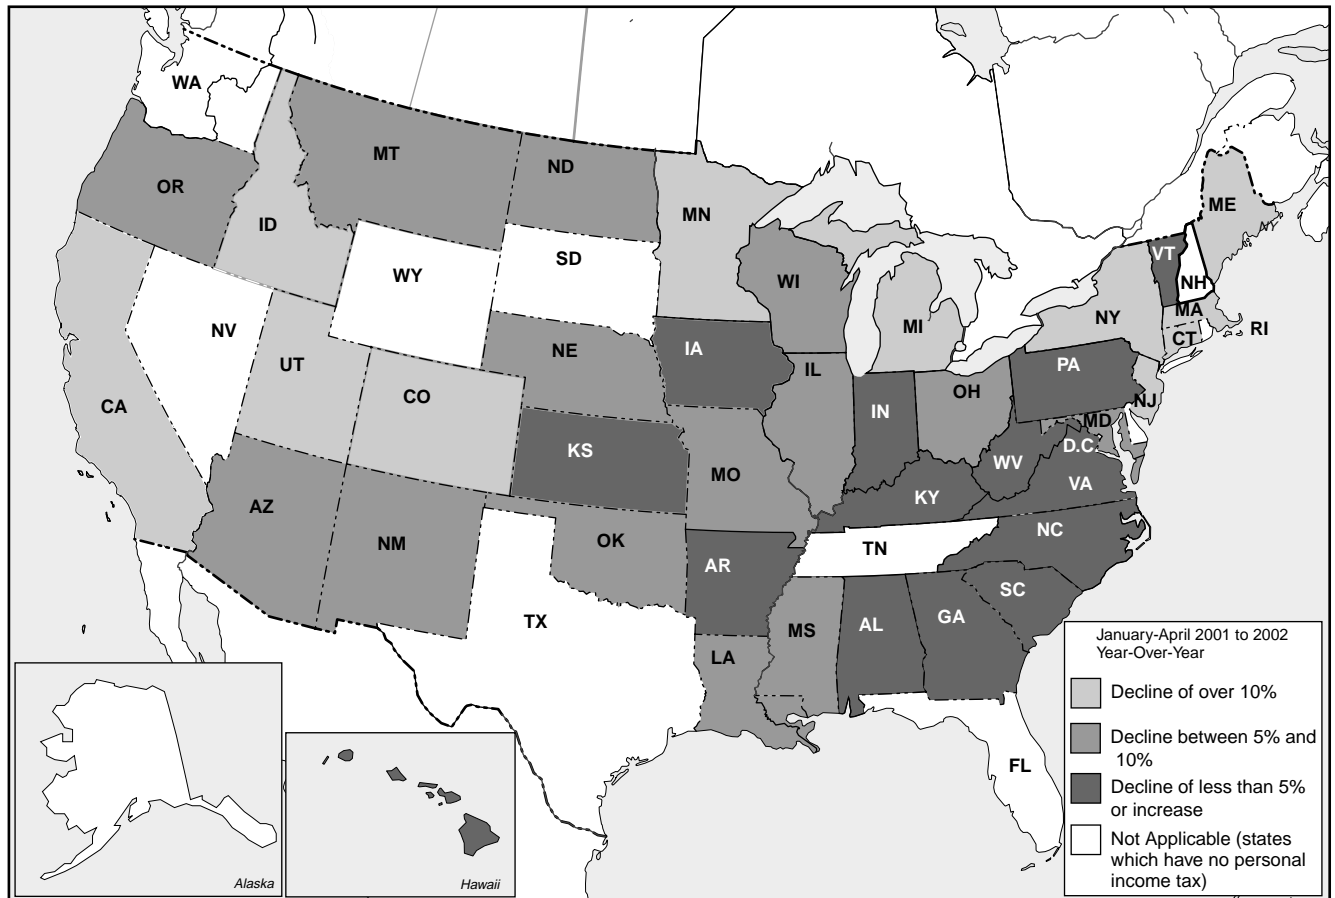 WA
MT
ND
OR
MN
ID
ME
SD
VT
WY
WI
NH
MA
NY
NV
MI
RI
CT
IA
NE
UT
PA
IL
CO
OH
NJ
CA
IN
MD
D.C.
KS
WV
MO
VA
AZ
KY
NC
OK
NM
TN
AR
SC
GA
TX
MS
AL
LA
FL
January-April 2001 to 2002
Year-Over-Year
Decline of over 10%
Decline between 5% and
10%
Decline of less than 5%
or increase
Not Applicable (states
which have no personal
income tax)
Alaska
Hawaii